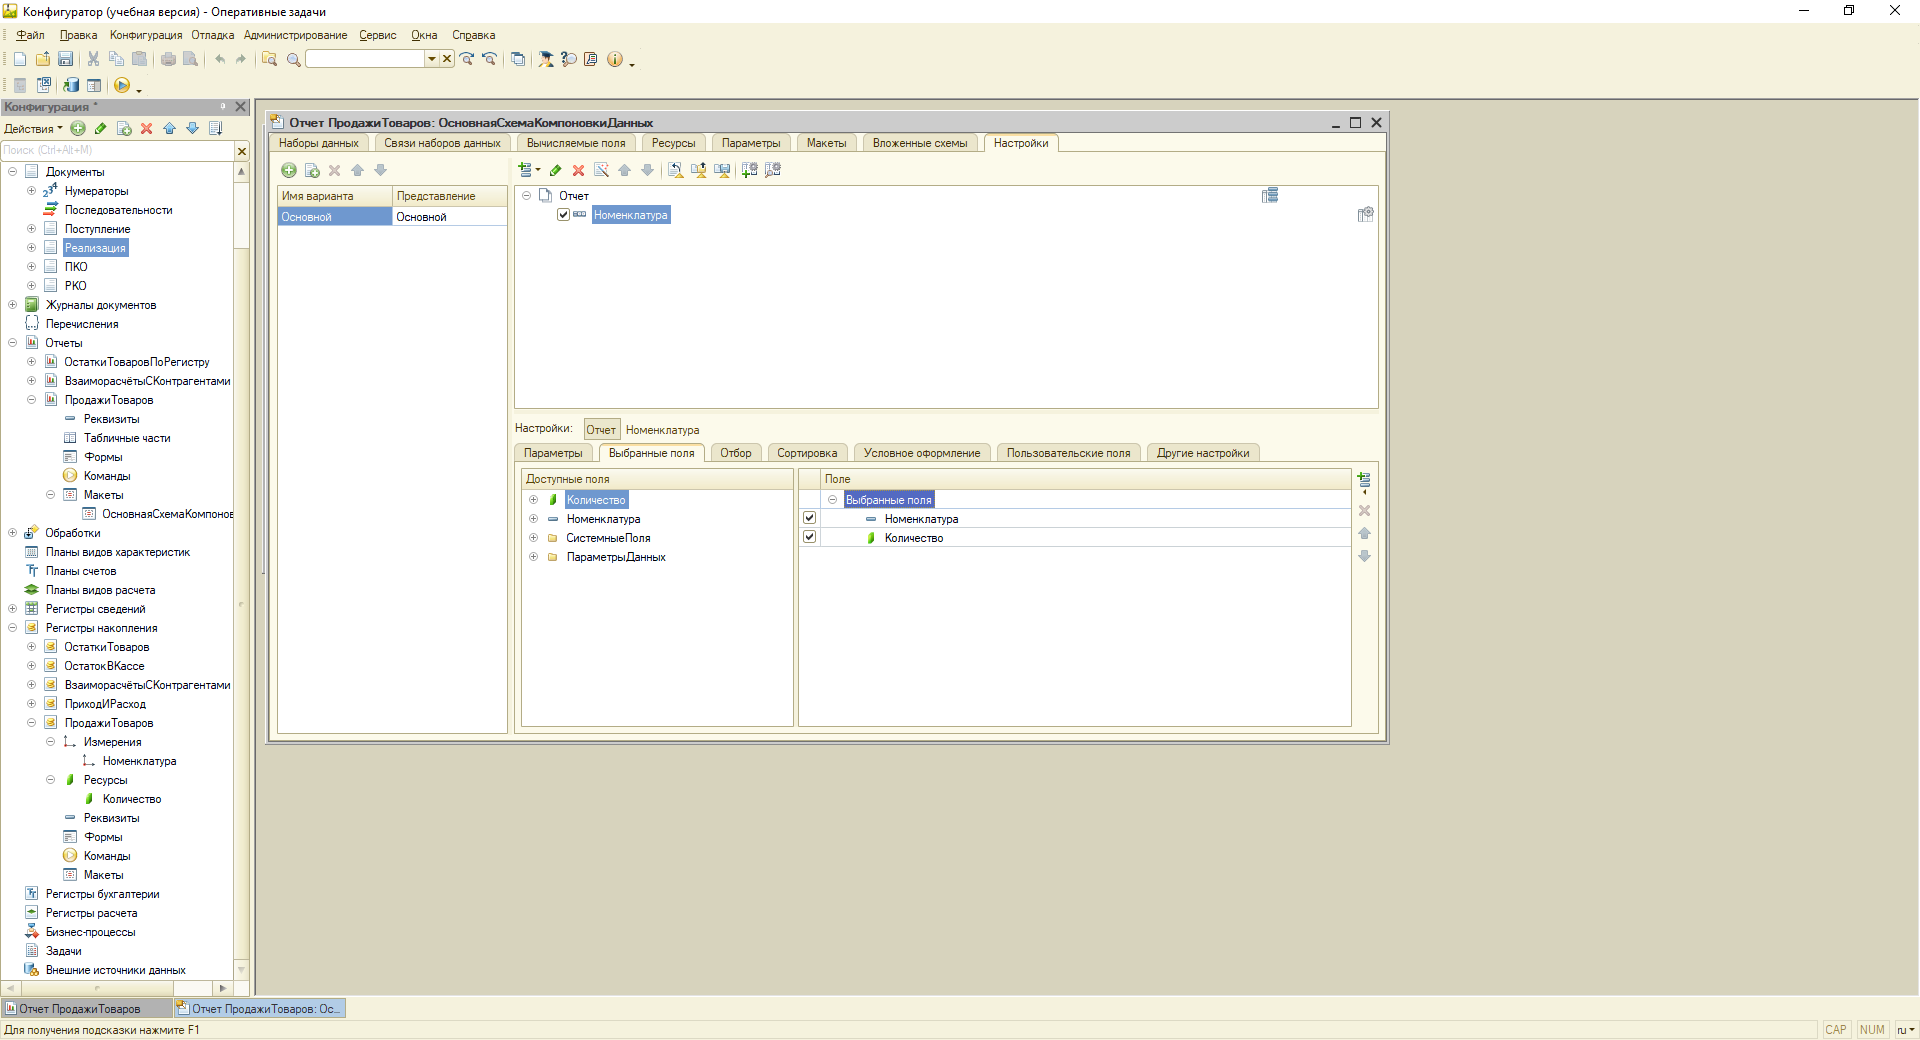 Конфигуратор (учебная версия) - Оперативные задачи
Файл Правка Конфигурация Отладка Администрирование Сервис Окна Справка
Конфигурация *
Действия
Поиск (Ctrl+Alt+M)
Документы
Нумераторы
Последовательности
Поступление
Реализация
ПКО
РКО
Журналы документов
Перечисления
Отчеты
ОстаткиТоваровПоРегистру
ВзаиморасчётыСКонтрагентами
ПродажиТоваров
Реквизиты
Табличные части
Формы
Команды
Макеты
ОсновнаяСхемаКомпонов
Обработки
Планы видов характеристик
Планы счетов
Планы видов расчета
Регистры сведений
Регистры накопления
ОстаткиТоваров
ОстатокВКассе
ВзаиморасчётыСКонтрагентами
ПриходИРасход
ПродажиТоваров
Измерения
Номенклатура
Ресурсы
Количество
Реквизиты
Формы
Команды
Макеты
Регистры бухгалтерии
Регистры расчета
Бизнес-процессы
Задачи
Внешние источники данных
Отчет ПродажиТоваров: ОсновнаяСхемаКомпоновкиДанных
Наборы данных Связи наборов данных Вычисляемые поля Ресурсы Параметры Макеты Вложенные схемы Настройки
Имя варианта Представление
Основной Основной
Отчет
Номенклатура
Настройки: Отчет Номенклатура
Параметры Выбранные поля Отбор Сортировка Условное оформление Пользовательские поля Другие настройки
Доступные поля
Количество
Номенклатура
СистемныеПоля
ПараметрыДанных
Поле
Выбранные поля
Номенклатура
Количество
Отчет ПродажиТоваров Отчет ПродажиТоваров: Ос...
Для получения подсказки нажмите F1 CAP NUM ru